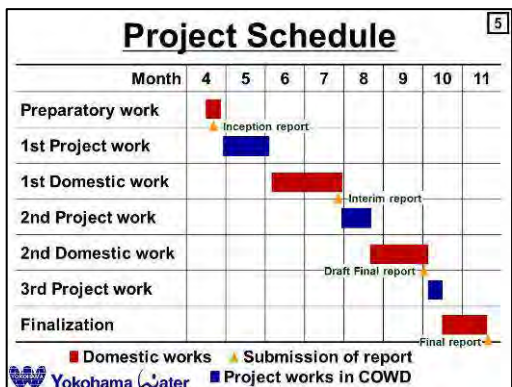 5
Project Schedule
Month 4 5 6 7 8 9 10 11
Preparatory work
Inception report
1st Project work
1st Domestic work
Interim report
2nd Project work
2nd Domestic work
Draft Final report
3rd Project work
Finalization
Final report
Domestic works Submission of report
YOKOHAMA Yokohama Water Project works in COWD